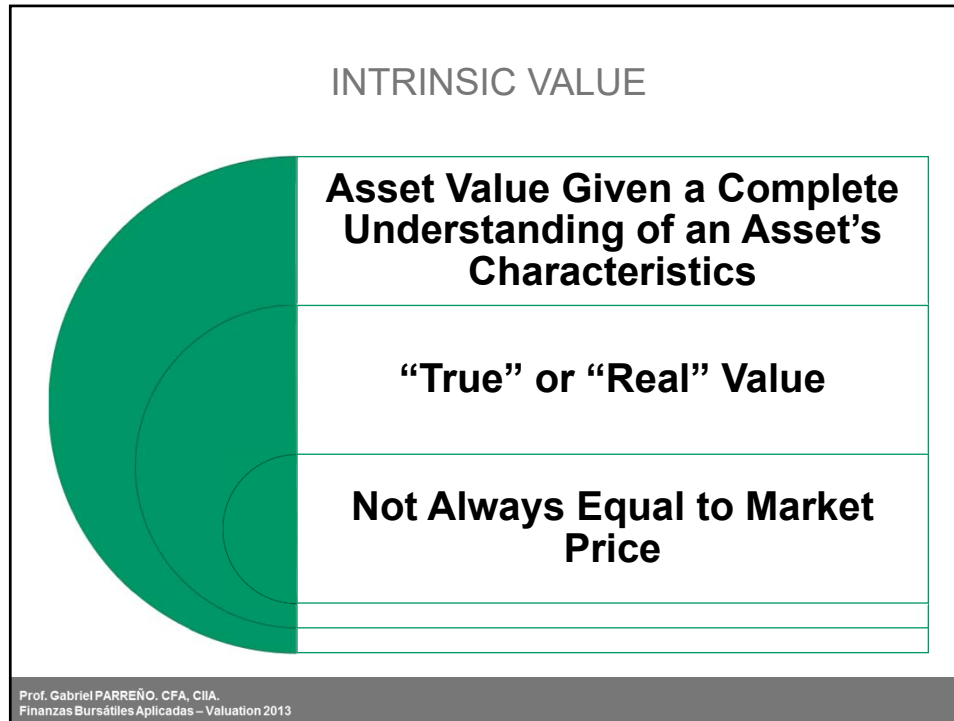 INTRINSIC VALUE
Asset Value Given a Complete
Understanding of an Asset’s
Characteristics
“True” or “Real” Value
Not Always Equal to Market
Price
Prof. Gabriel PARREÑO. CFA, CIIA.
Finanzas Bursátiles Aplicadas – Valuation 2013